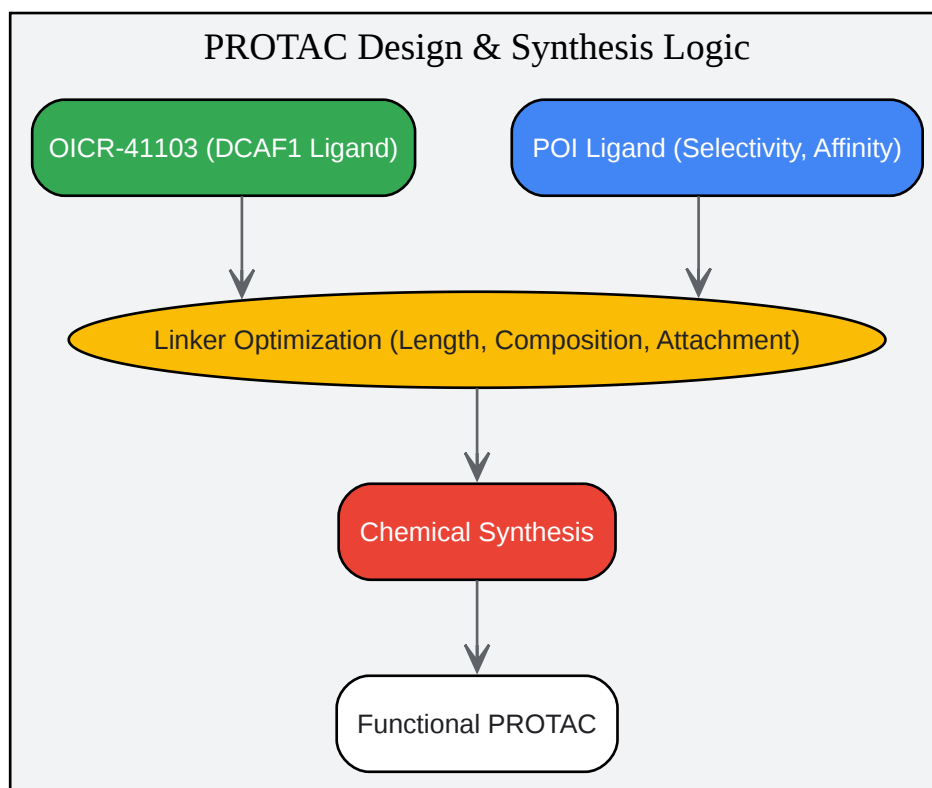 PROTAC Design & Synthesis Logic
OICR-41103 (DCAF1 Ligand)
POI Ligand (Selectivity, Affinity)
Linker Optimization (Length, Composition, Attachment)
Chemical Synthesis
Functional PROTAC